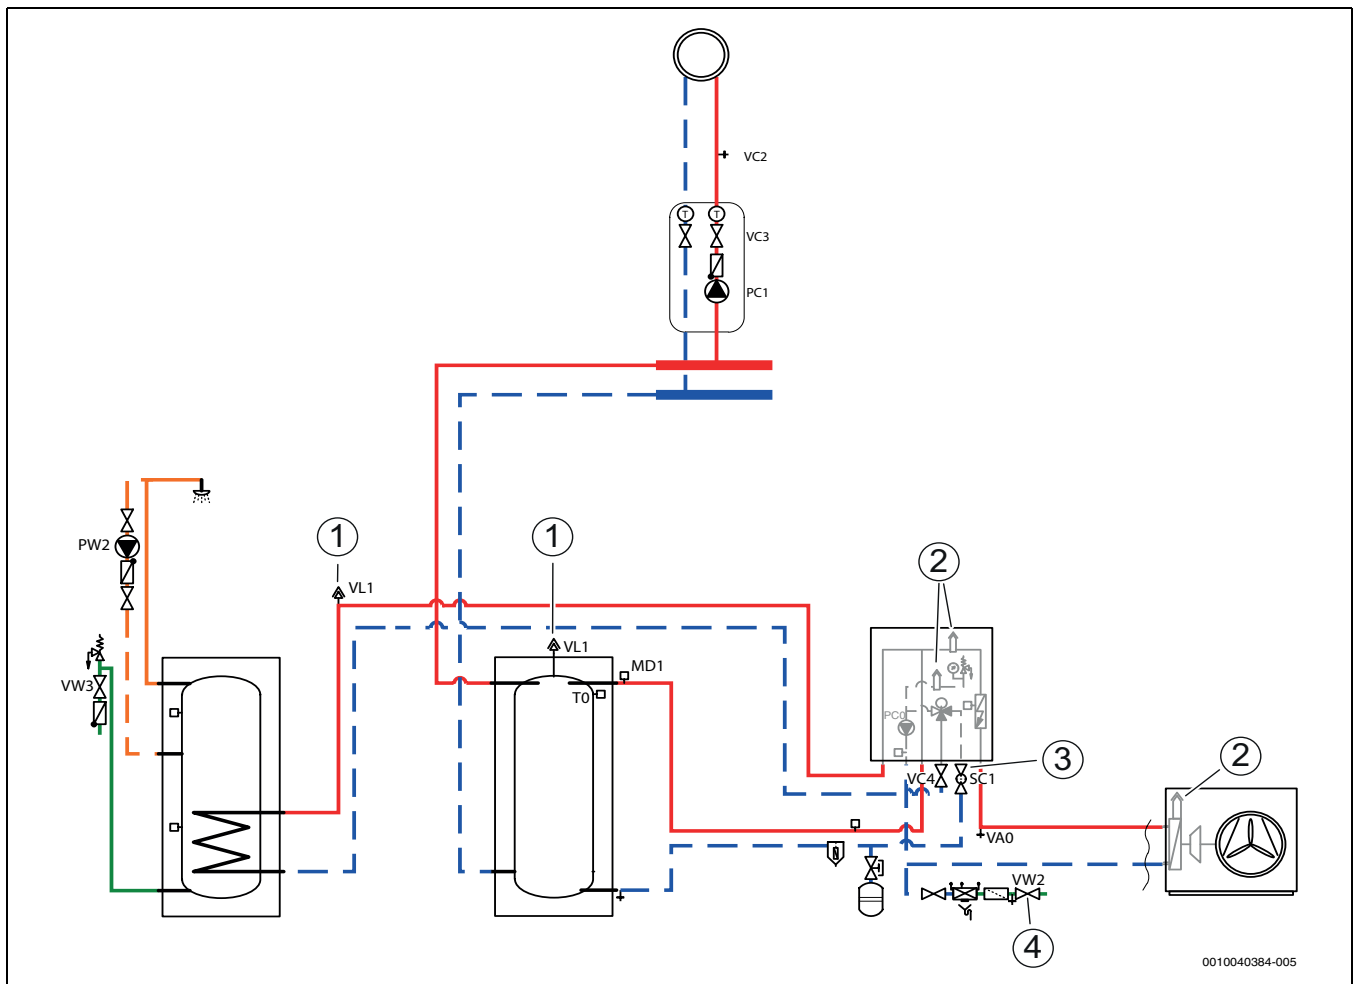 VC2
T T
VC3
PC1
PW2
1
1
2
VL1
VL1
MD1
VW3
T0
PC0
2
3
VC4
SC1
VA0
VW2
4
0010040384-005